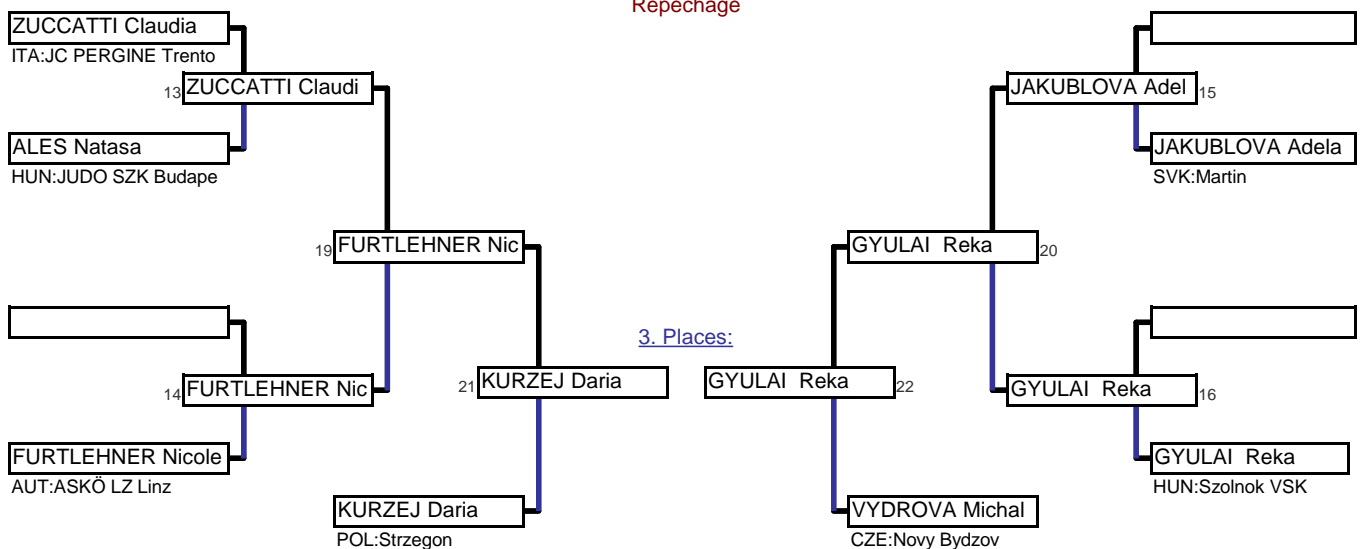 Repechage
ZUCCATTI Claudia
ITA:JC PERGINE Trento
13 ZUCCATTI Claudi
JAKUBLOVA Adel 15
ALES Natasa
JAKUBLOVA Adela
HUN:JUDO SZK Budape
SVK:Martin
19 FURTLEHNER Nic
GYULAI Reka 20
3. Places:
14 FURTLEHNER Nic
21 KURZEJ Daria
GYULAI Reka 22
GYULAI Reka 16
FURTLEHNER Nicole
GYULAI Reka
AUT:ASKÖ LZ Linz
HUN:Szolnok VSK
KURZEJ Daria
VYDROVA Michal
POL:Strzegon
CZE:Novy Bydzov